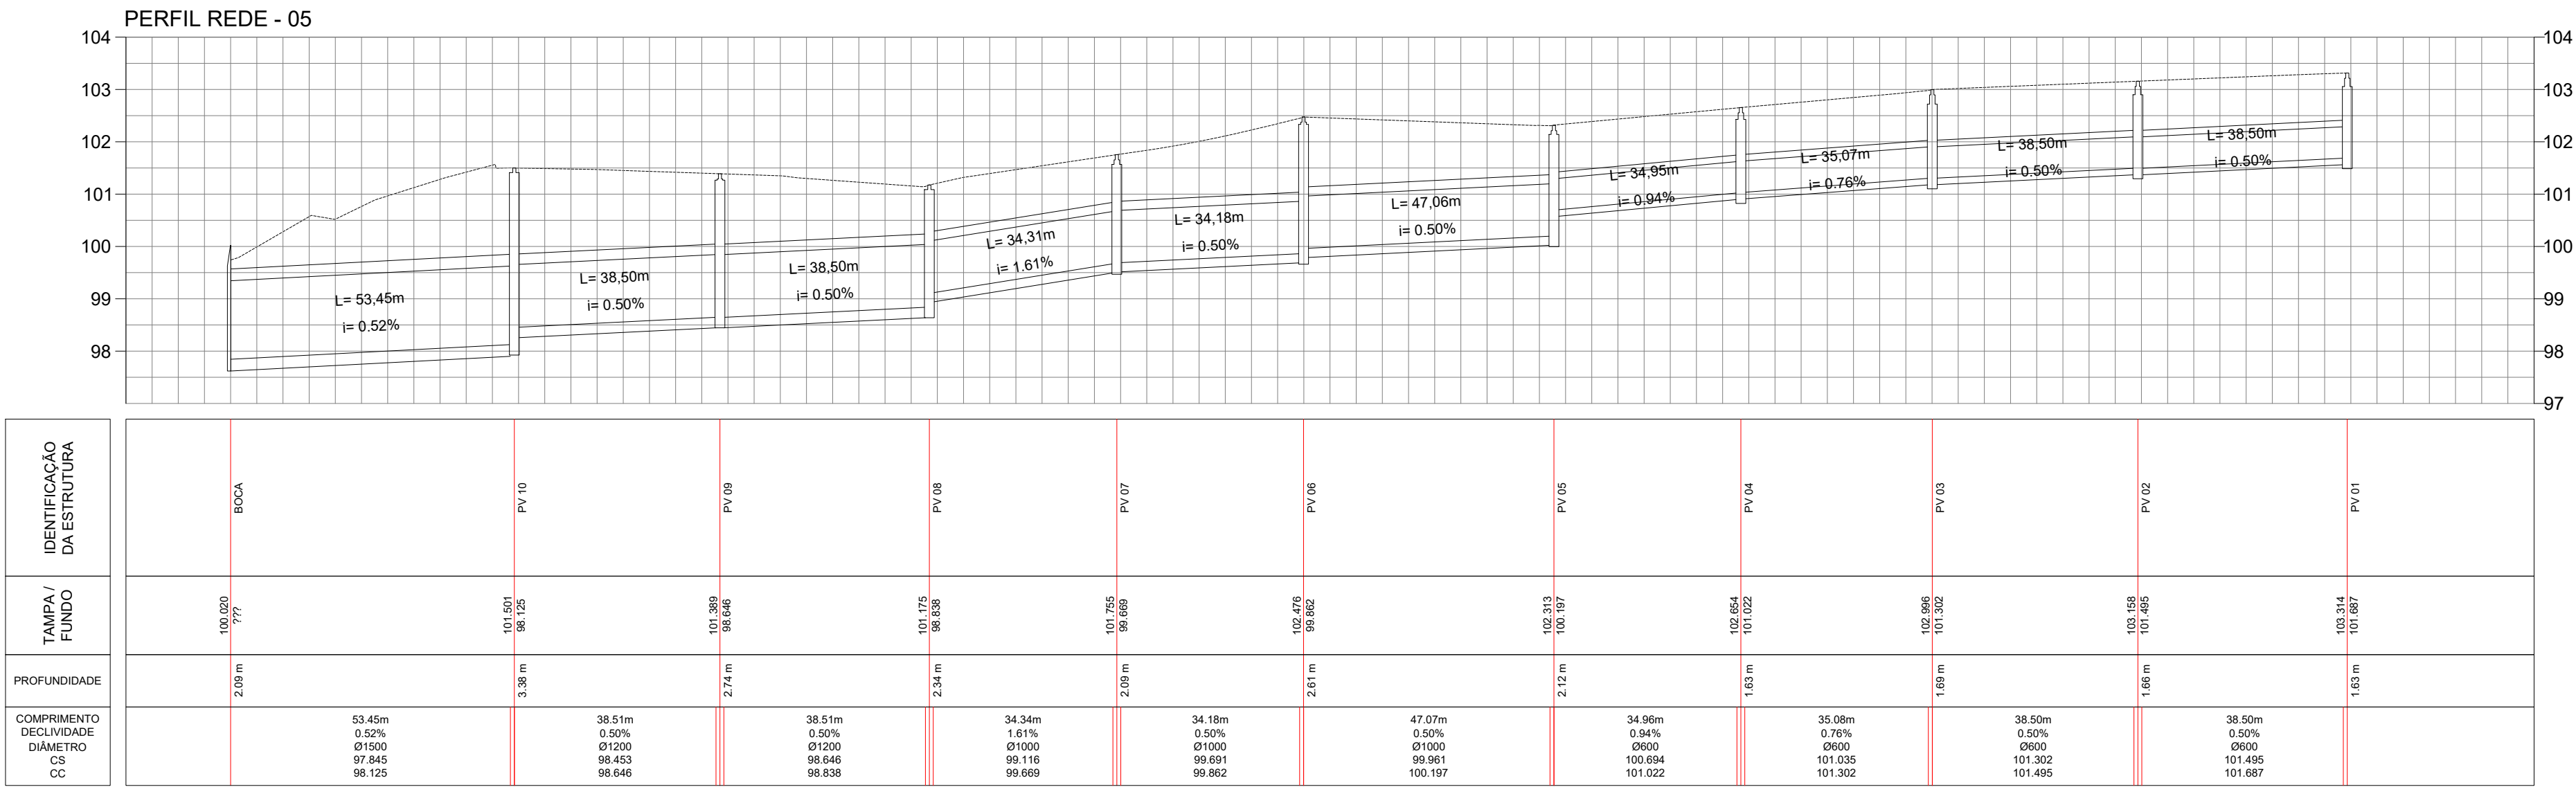 PERFIL REDE - 05
104
103
102
101
100
99
98
104
103
102
101
100
99
98
97
L= 53,45m
i= 0.52%
L= 38,50m
i= 0.50%
L= 38,50m
i= 0.50%
L= 34,31m
i= 1.61%
L= 34,18m
i= 0.50%
L= 47,06m
i= 0.50%
L= 34,95m
i= 0.94%
L= 35,07m
i= 0.76%
L= 38,50m
i= 0.50%
L= 38,50m
i= 0.50%
IDENTIFICAÇÃO
DA ESTRUTURA
BOCA
PV 10
PV 09
PV 08
PV 07
PV 06
PV 05
PV 04
PV 03
PV 02
PV 01
TAMPA /
FUNDO
100.020
???
101.501
98.125
101.389
98.646
101.175
98.838
101.755
99.669
102.476
99.862
102.313
100.197
102.654
101.022
102.996
101.302
103.158
101.495
103.314
101.687
PROFUNDIDADE
2.09 m
3.38 m
2.74 m
2.34 m
2.09 m
2.61 m
2.12 m
1.63 m
1.69 m
1.66 m
1.63 m
COMPRIMENTO
DECLIVIDADE
DIÂMETRO
CS
CC
53.45m
0.52%
Ø1500
97.845
98.125
38.51m
0.50%
Ø1200
98.453
98.646
38.51m
0.50%
Ø1200
98.646
98.838
34.34m
1.61%
Ø1000
99.116
99.669
34.18m
0.50%
Ø1000
99.691
99.862
47.07m
0.50%
Ø1000
99.961
100.197
34.96m
0.94%
Ø600
100.694
101.022
35.08m
0.76%
Ø600
101.035
101.302
38.50m
0.50%
Ø600
101.302
101.495
38.50m
0.50%
Ø600
101.495
101.687